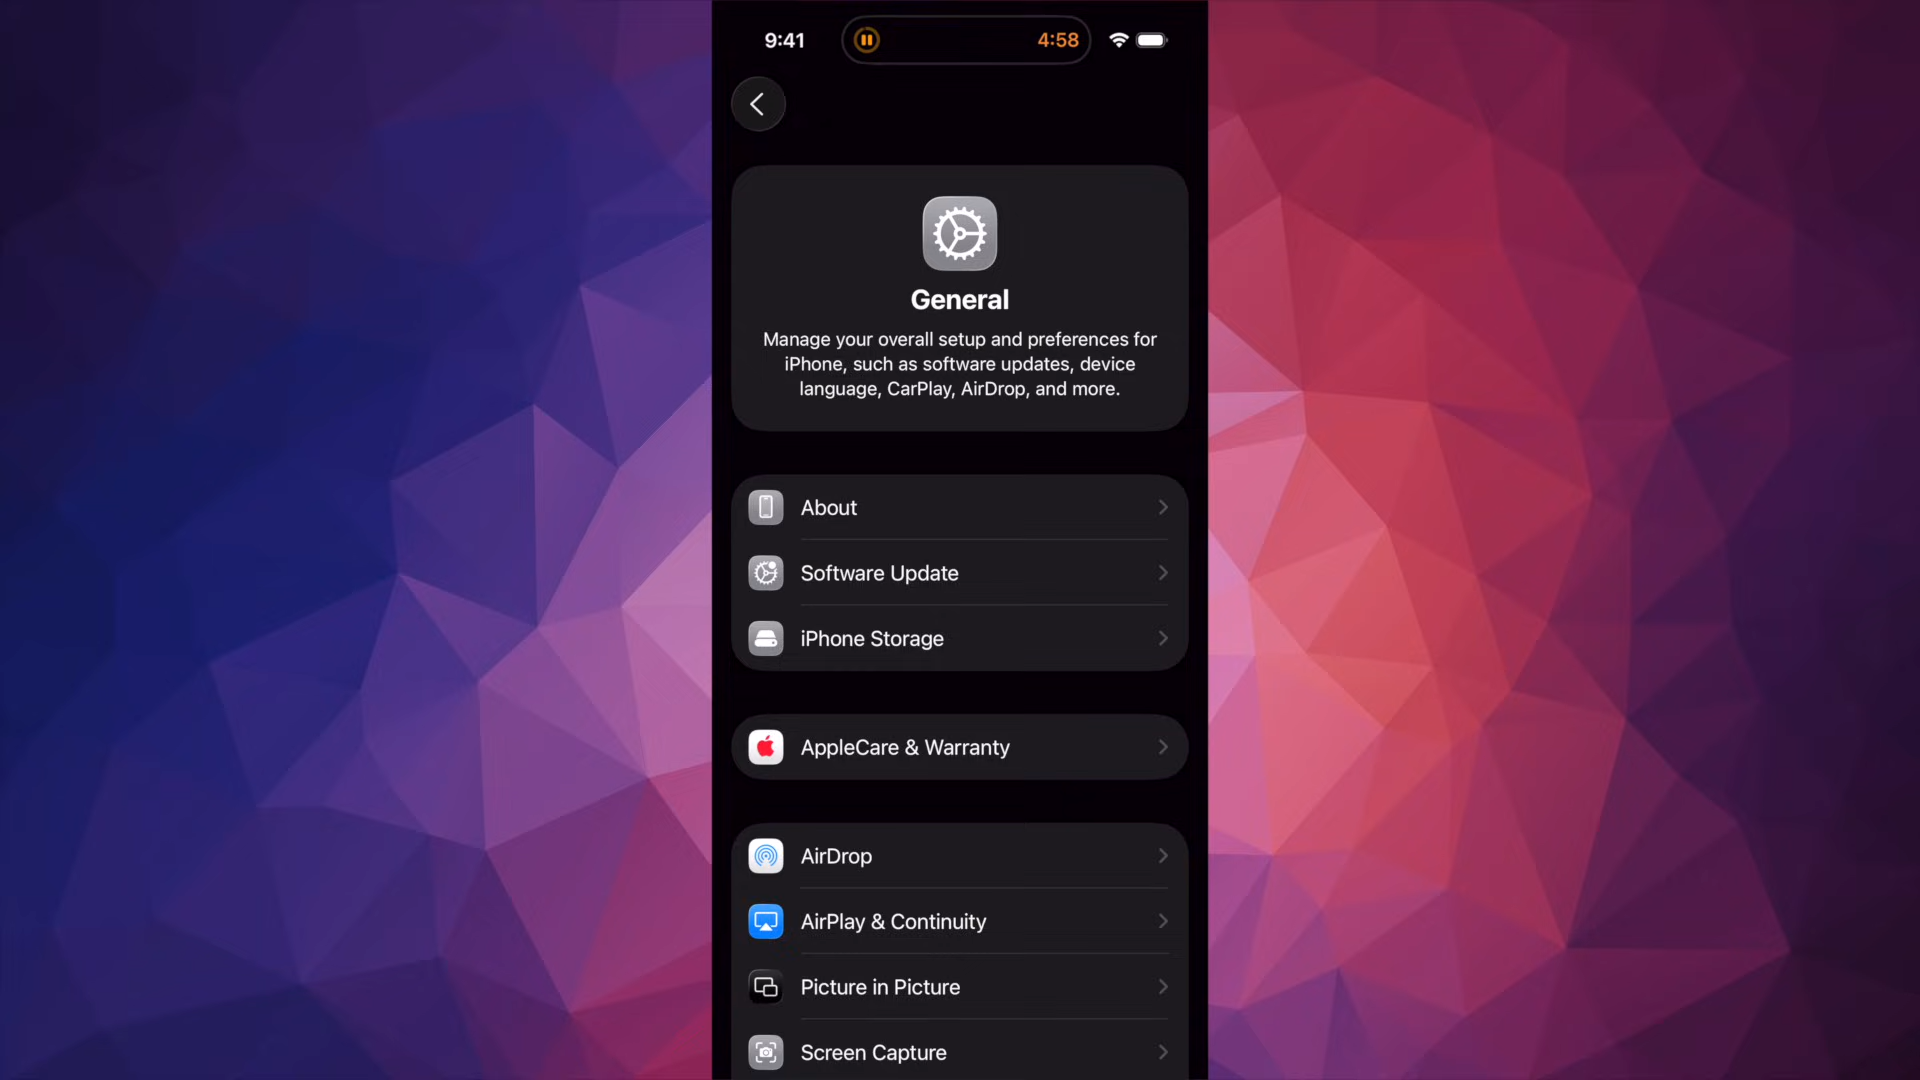 9:41
4:58
General
Manage your overall setup and preferences for
iPhone, such as software updates, device
language, CarPlay, AirDrop, and more.
About
Software Update
iPhone Storage
AppleCare & Warranty
AirDrop
AirPlay & Continuity
Picture in Picture
Screen Capture